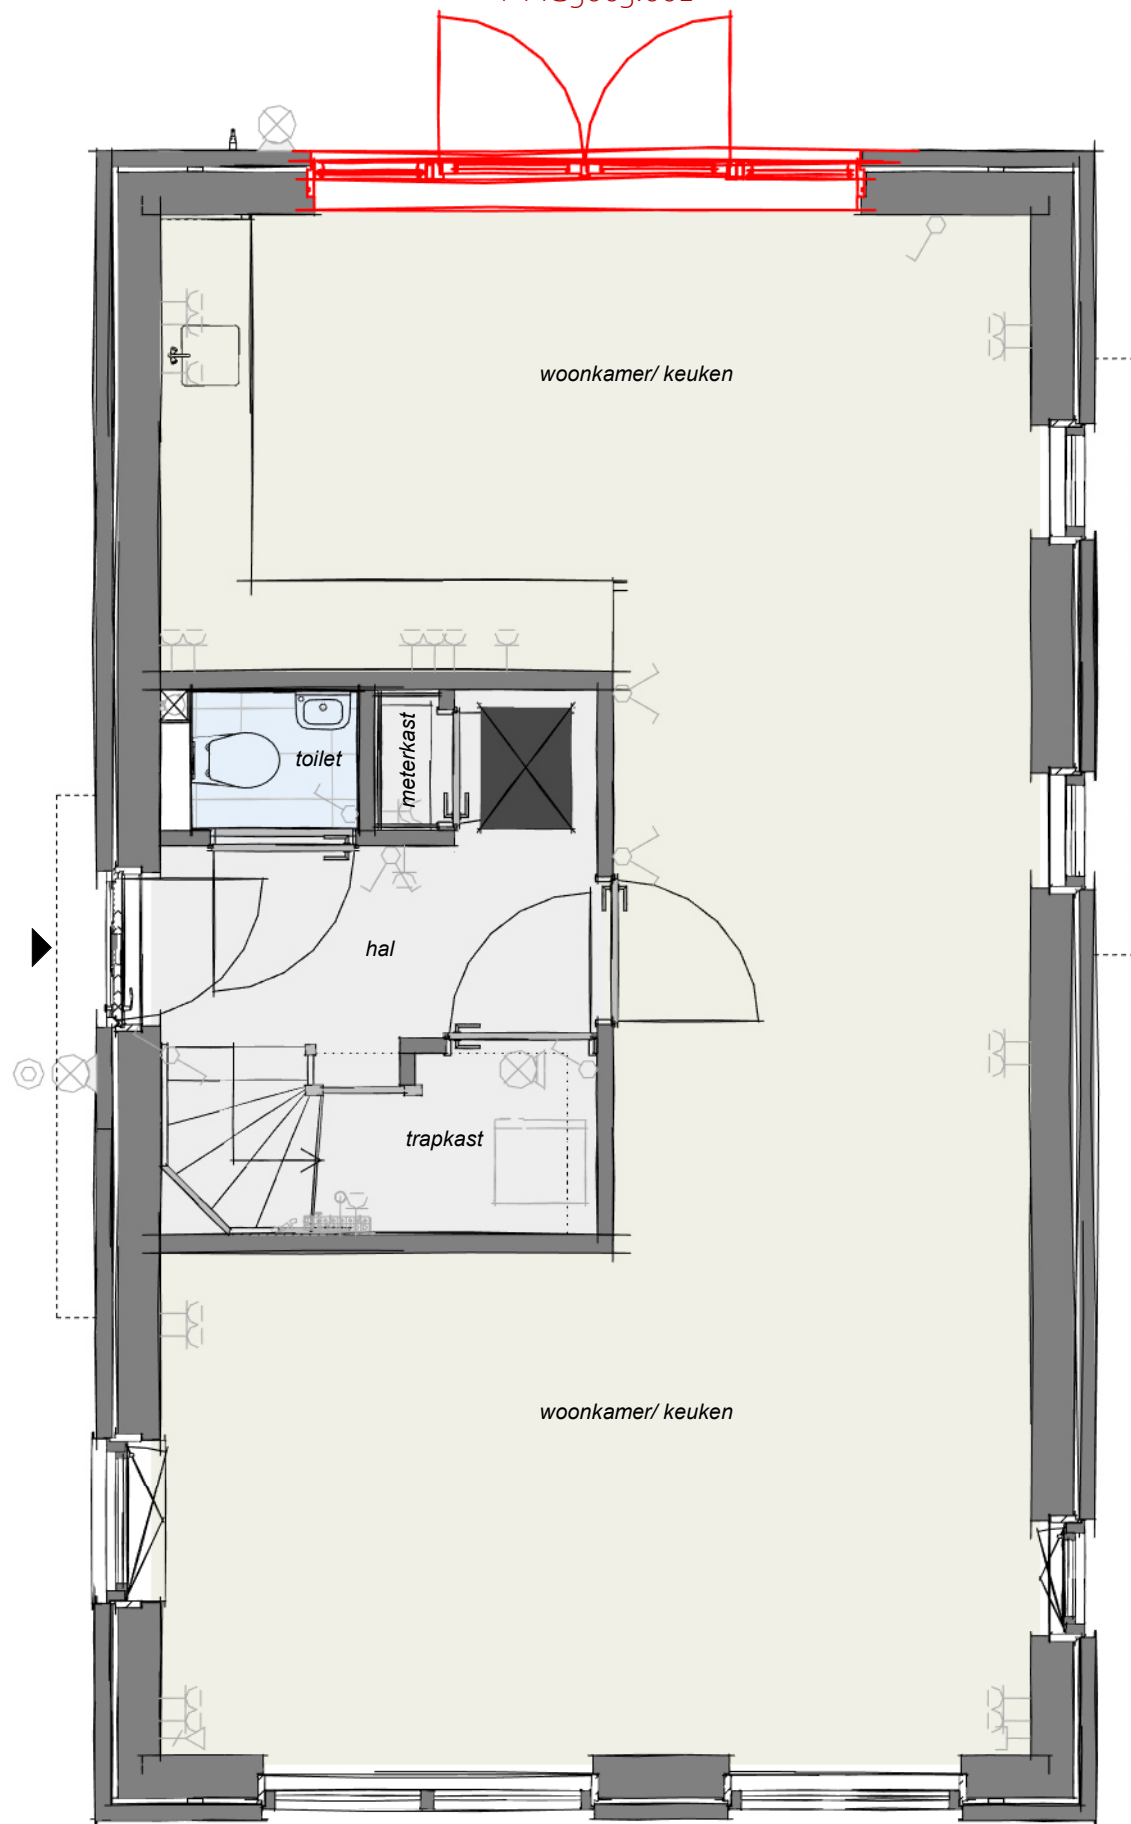 woonkamer/ keuken
toilet
meterkast
hal
trapkast
woonkamer/ keuken